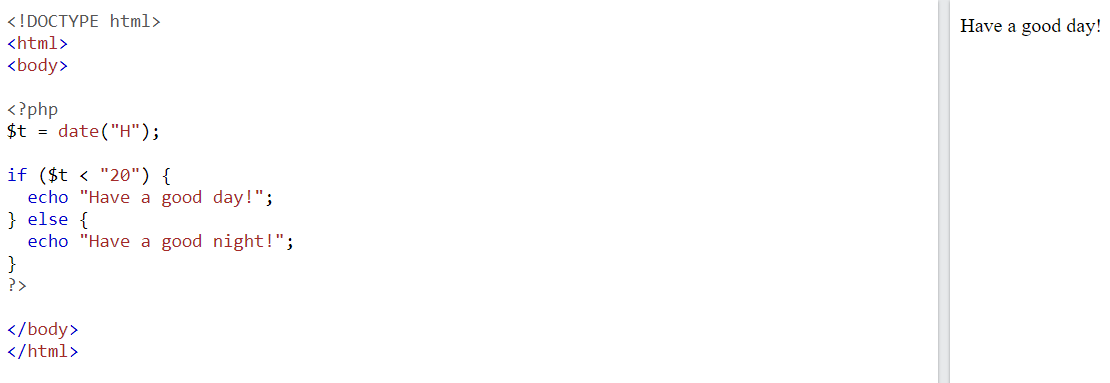 <!DOCTYPE html>
<html>
<body>
<?php
$t = date("H");
if ($t < "20") {
  echo "Have a good day!";
} else {
  echo "Have a good night!";
}
?>
</body>
</html>
Have a good day!